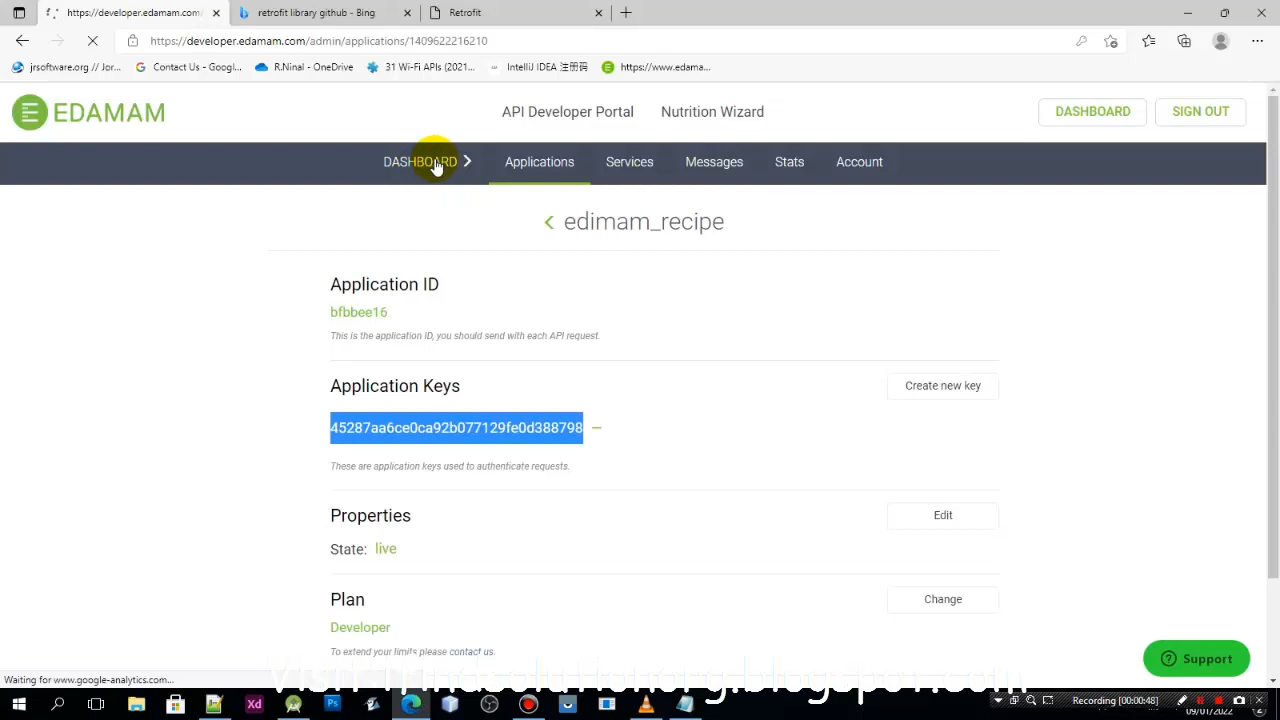 developer.edamam.com/admin/ap
retrofit library github - Bing
Retrofit
https://developer.edamam.com/admin/applications/1409622216210
jrsoftware.org // Jor...
Contact Us - Googl...
R.Ninal - OneDrive
31 Wi-Fi APIs (2021...
IntelliJ IDEA 注册码
https://www.edama...
EDAMAM
API Developer Portal
Nutrition Wizard
DASHBOARD
SIGN OUT
DASHBOARD
Applications
Services
Messages
Stats
Account
edimam_recipe
Application ID
bfbbee16
This is the application ID, you should send with each API request.
Application Keys
Create new key
45287aa6ce0ca92b077129fe0d388798
These are application keys used to authenticate requests.
Properties
Edit
State: live
Plan
Change
Developer
To extend your limits please contact us.
Support
Waiting for www.google-analytics.com...
Recording [00:00:48]
09/01/2022